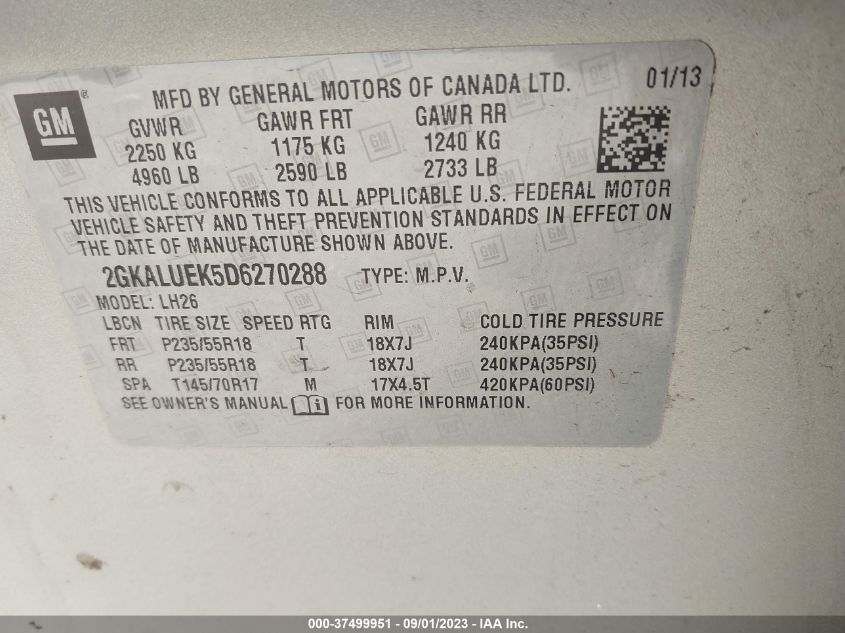 GM ®
MFD BY GENERAL MOTORS OF CANADA LTD. 01/13
GVWR GAWR FRT GAWR RR
2250 KG 1175 KG 1240 KG
4960 LB 2590 LB 2733 LB
THIS VEHICLE CONFORMS TO ALL APPLICABLE U.S. FEDERAL MOTOR
VEHICLE SAFETY AND THEFT PREVENTION STANDARDS IN EFFECT ON
THE DATE OF MANUFACTURE SHOWN ABOVE.
2GKALUEK5D6270288 TYPE: M.P.V.
MODEL: LH26
LBCN TIRE SIZE SPEED RTG RIM COLD TIRE PRESSURE
FRT P235/55R18 T 18X7J 240KPA(35PSI)
RR P235/55R18 T 18X7J 240KPA(35PSI)
SPA T145/70R17 M 17X4.5T 420KPA(60PSI)
SEE OWNER'S MANUAL FOR MORE INFORMATION.
000-37499951 - 09/01/2023 - IAA Inc.